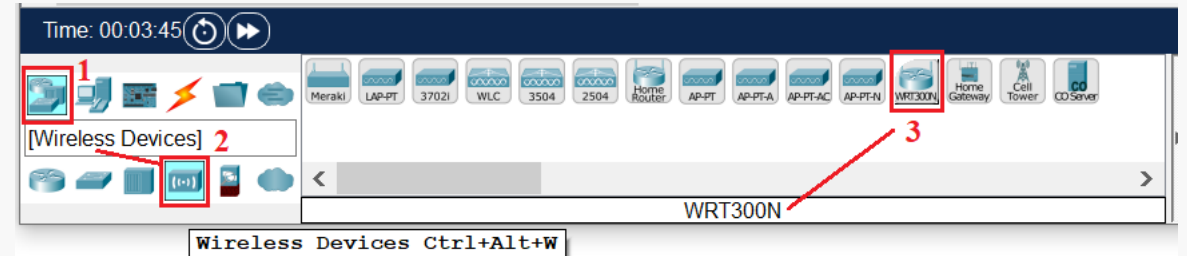 Time: 00:03:45
1
Meraki LAP-PT 3702i WLC 3504 2504 Home Router AP-PT AP-PT-A AP-PT-AC AP-PT-N WRT300N Home Gateway Cell Tower CO Server
[Wireless Devices] 2
3
WRT300N
Wireless Devices Ctrl+Alt+W